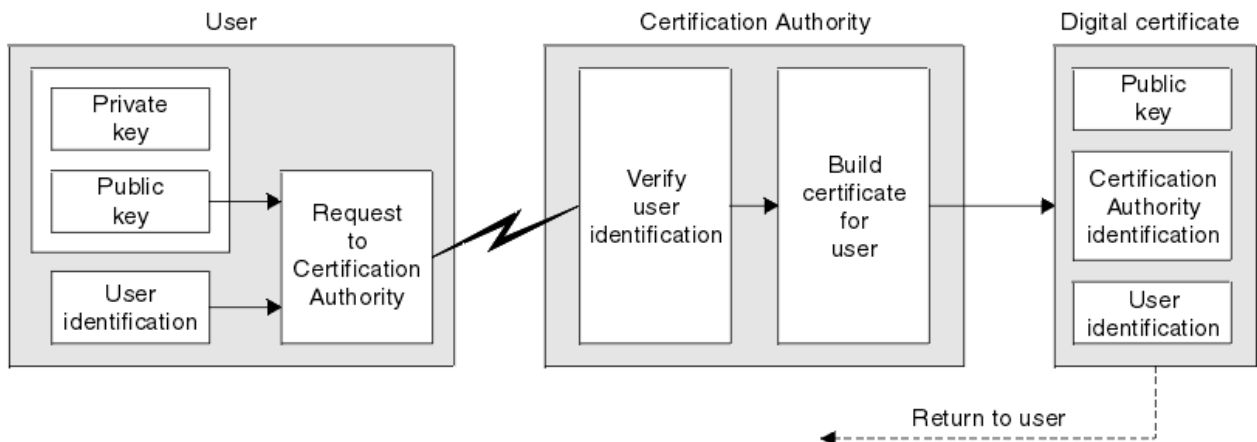 User
Private
key
Public
key
User
identification
Request
to
Certification
Authority
Certification Authority
Verify
user
identification
Build
certificate
for
user
Digital certificate
Public
key
Certification
Authority
identification
User
identification
Return to user